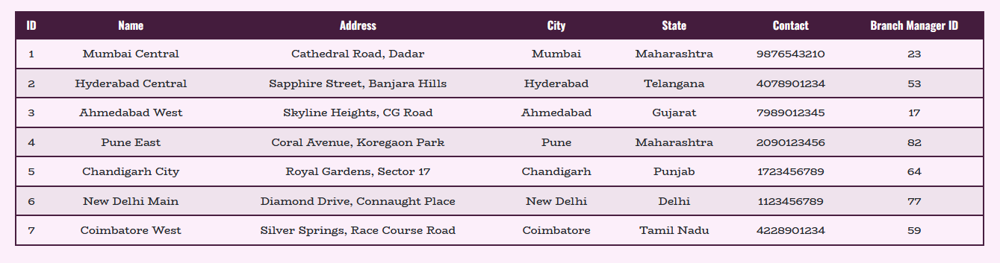 ID Name Address City State Contact Branch Manager ID
1 Mumbai Central Cathedral Road, Dadar Mumbai Maharashtra 9876543210 23
2 Hyderabad Central Sapphire Street, Banjara Hills Hyderabad Telangana 4078901234 53
3 Ahmedabad West Skyline Heights, CG Road Ahmedabad Gujarat 7989012345 17
4 Pune East Coral Avenue, Koregaon Park Pune Maharashtra 2090123456 82
5 Chandigarh City Royal Gardens, Sector 17 Chandigarh Punjab 1723456789 64
6 New Delhi Main Diamond Drive, Connaught Place New Delhi Delhi 1123456789 77
7 Coimbatore West Silver Springs, Race Course Road Coimbatore Tamil Nadu 4228901234 59